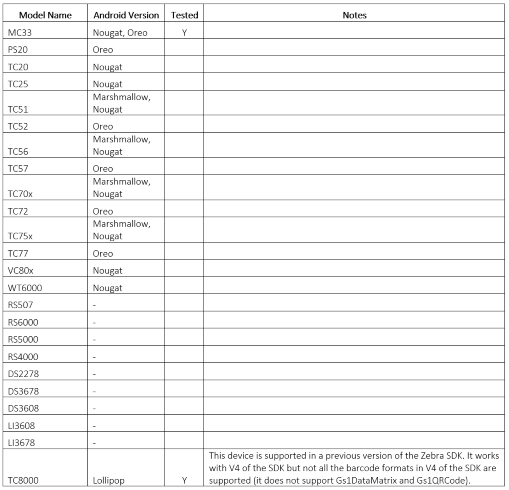 Model Name Android Version Tested Notes
MC33 Nougat, Oreo Y
PS20 Oreo
TC20 Nougat
TC25 Nougat
TC51 Marshmallow,
Nougat
TC52 Oreo
TC56 Marshmallow,
Nougat
TC57 Oreo
TC70x Marshmallow,
Nougat
TC72 Oreo
TC75x Marshmallow,
Nougat
TC77 Oreo
VC80x Nougat
WT6000 Nougat
RS507 -
RS6000 -
RS5000 -
RS4000 -
DS2278 -
DS3678 -
DS3608 -
LI3608 -
LI3678 -
TC8000 Lollipop Y This device is supported in a previous version of the Zebra SDK. It works
with V4 of the SDK but not all the barcode formats in V4 of the SDK are
supported (it does not support Gs1DataMatrix and Gs1QRCode).